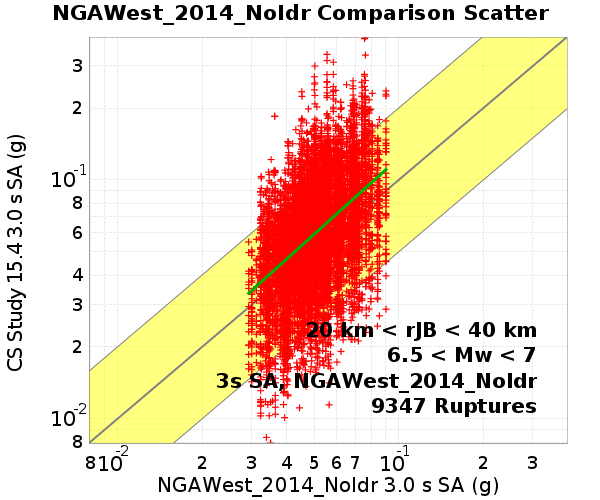 NGAWest_2014_NoIdr Comparison Scatter
CS Study 15.4 3.0 s SA (g)
3
2
10⁻¹
8
6
4
3
2
10⁻²
8
20 km < rJB < 40 km
6.5 < Mw < 7
3s SA, NGAWest_2014_NoIdr
9347 Ruptures
8 10⁻² 2 3 4 5 6 7 10⁻¹ 2 3
NGAWest_2014_NoIdr 3.0 s SA (g)